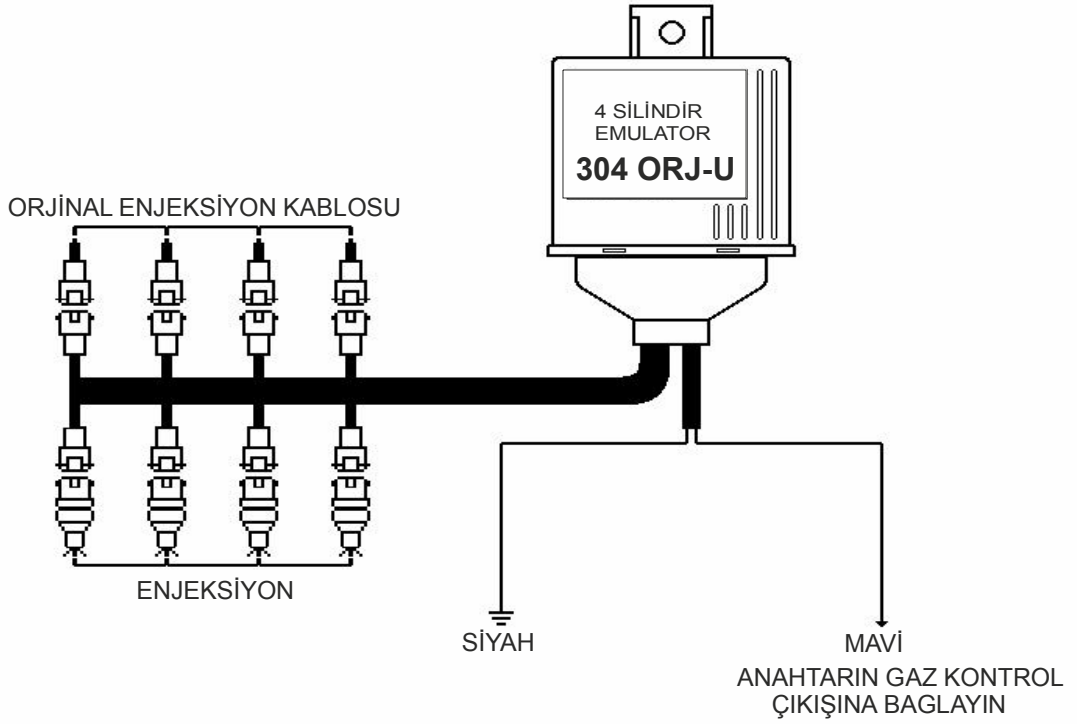 4 SİLİNDİR
EMULATOR
304 ORJ-U
ORJİNAL ENJEKSİYON KABLOSU
ENJEKSİYON
SİYAH
MAVİ
ANAHTARIN GAZ KONTROL
ÇIKIŞINA BAGLAYIN